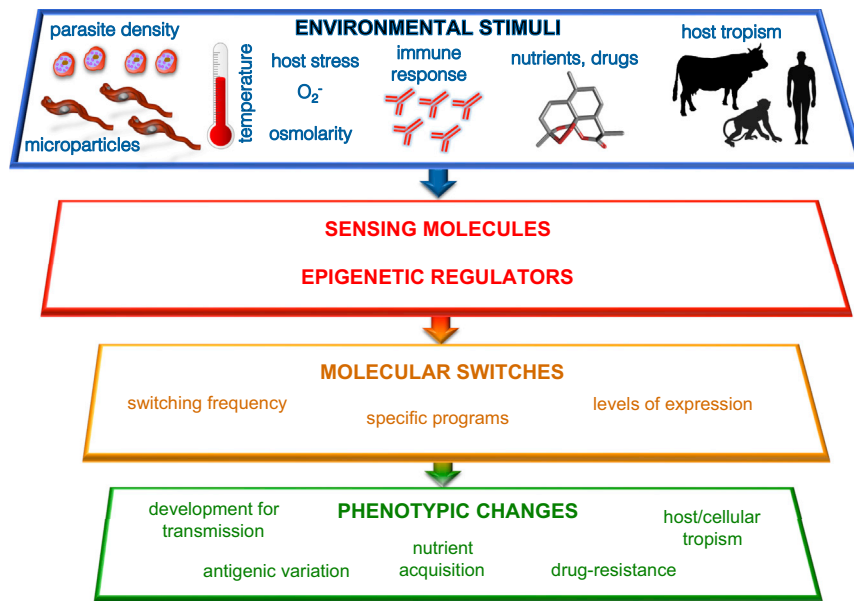 ENVIRONMENTAL STIMULI
parasite density
microparticles
temperature
host stress
O2-
osmolarity
immune
response
nutrients, drugs
host tropism
SENSING MOLECULES
EPIGENETIC REGULATORS
MOLECULAR SWITCHES
switching frequency
specific programs
levels of expression
PHENOTYPIC CHANGES
development for
transmission
antigenic variation
nutrient
acquisition
drug-resistance
host/cellular
tropism